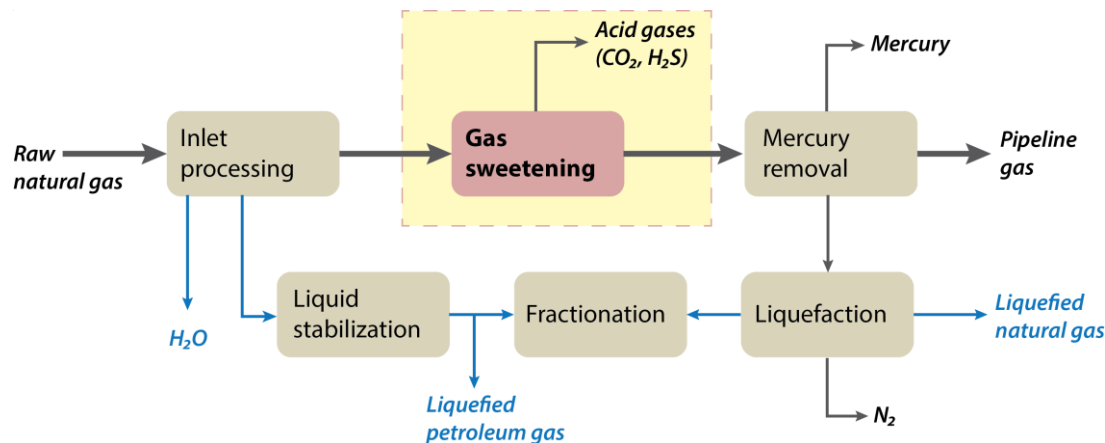 Acid gases
(CO₂, H₂S)
Mercury
Raw
natural gas
Inlet
processing
Gas
sweetening
Mercury
removal
Pipeline
gas
H₂O
Liquid
stabilization
Fractionation
Liquefaction
Liquefied
natural gas
Liquefied
petroleum gas
N₂